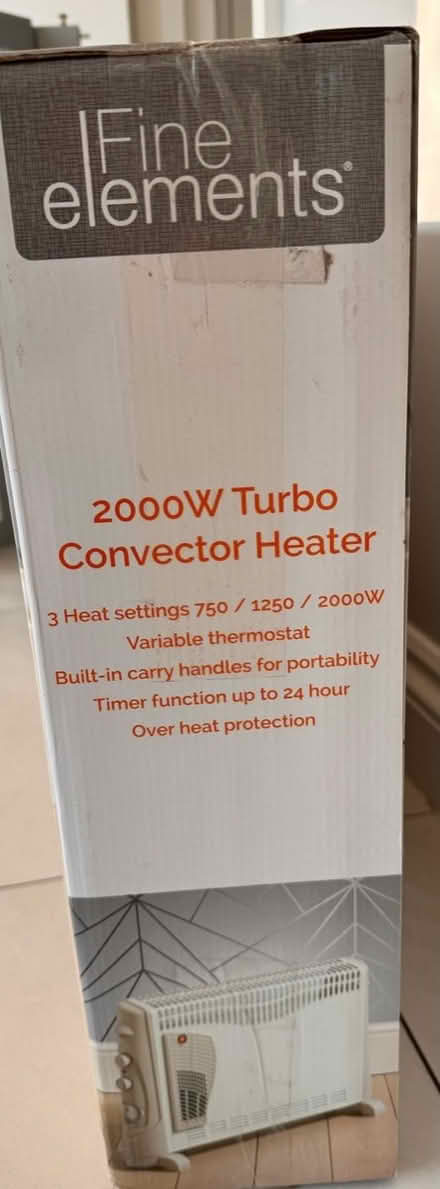 Fine
elements®
2000W Turbo
Convector Heater
3 Heat settings 750 / 1250 / 2000W
Variable thermostat
Built-in carry handles for portability
Timer function up to 24 hour
Over heat protection